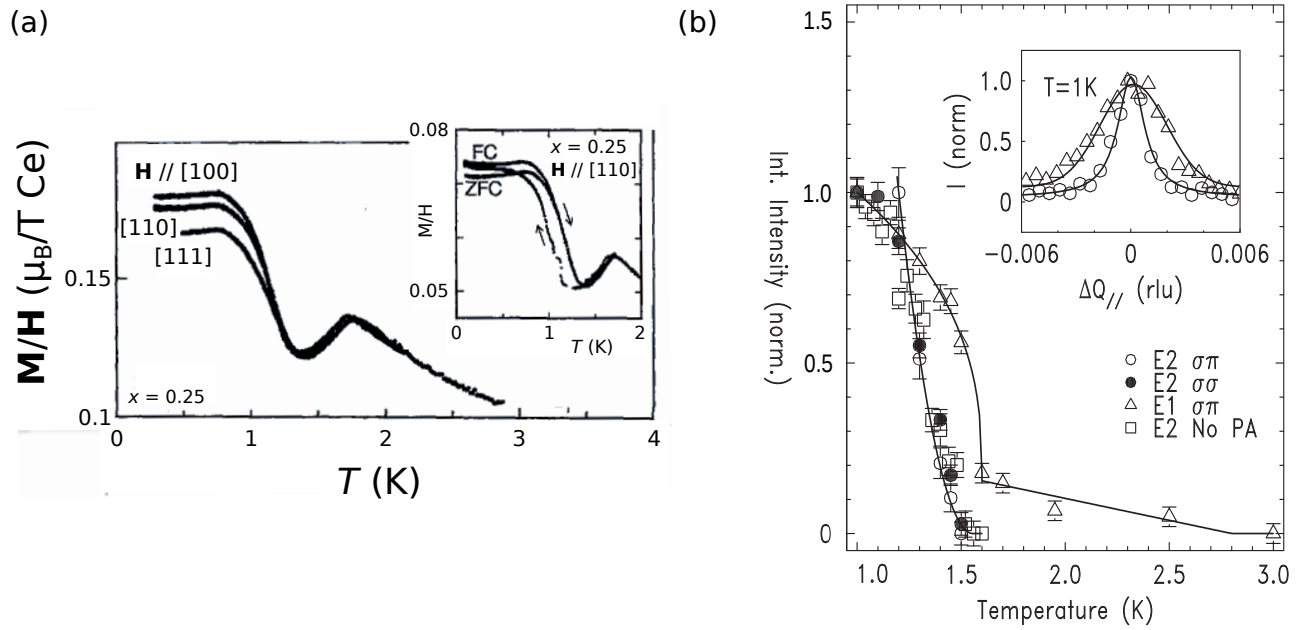 (a)
M/H (μB/T Ce)
0.15
0.1
H // [100]
[110]
[111]
x = 0.25
0 1 2 3 4
T (K)
0.08
0.05
M/H
FC
ZFC
x = 0.25
H // [110]
0 1 2
T (K)
(b)
Int. Intensity (norm.)
1.5
1.0
0.5
0
1.0 1.5 2.0 2.5 3.0
Temperature (K)
I (norm)
1.0
0.5
0
T=1K
−0.006 0 0.006
ΔQ// (rlu)
E2 σπ
E2 σσ
E1 σπ
E2 No PA